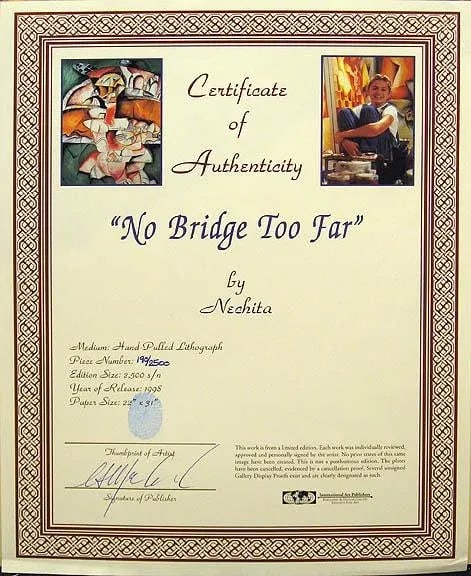 Certificate
of
Authenticity
"No Bridge Too Far"
by
Nechita
Medium: Hand-Pulled Lithograph
Piece Number: 190/2500
Edition Size: 2,500 s/n
Year of Release: 1998
Paper Size: 22" x 31"
Thumbprint of Artist
Signature of Publisher
This work is from a limited edition. Each work was individually reviewed,
approved and personally signed by the artist. No prior states of this same
image have been created. This is not a posthumous edition. The plates
have been cancelled, evidenced by a cancellation proof. Several unsigned
Gallery Display Proofs exist and are clearly designated as such.
International Art Publishers